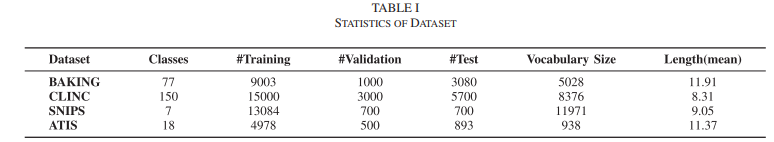 TABLE I
STATISTICS OF DATASET
Dataset Classes #Training #Validation #Test Vocabulary Size Length(mean)
BAKING 77 9003 1000 3080 5028 11.91
CLINC 150 15000 3000 5700 8376 8.31
SNIPS 7 13084 700 700 11971 9.05
ATIS 18 4978 500 893 938 11.37